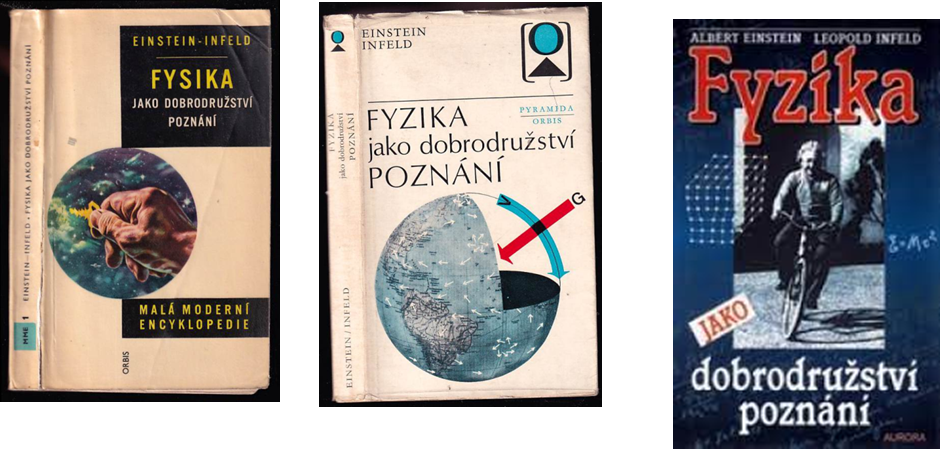 EINSTEIN-INFELD
FYSIKA
JAKO DOBRODRUŽSTVÍ
POZNÁNÍ
MALÁ MODERNÍ
ENCYKLOPEDIE
ORBIS
MME 1 EINSTEIN-INFELD • FYSIKA JAKO DOBRODRUŽSTVÍ POZNÁNÍ
EINSTEIN
INFELD
PYRAMIDA
ORBIS
FYZIKA
jako dobrodružství
POZNÁNÍ
V
G
FYZIKA
jako dobrodružství
POZNÁNÍ
EINSTEIN/INFELD
ALBERT EINSTEIN LEOPOLD INFELD
Fyzika
E=Mc²
JAKO
dobrodružství
poznání
AURORA